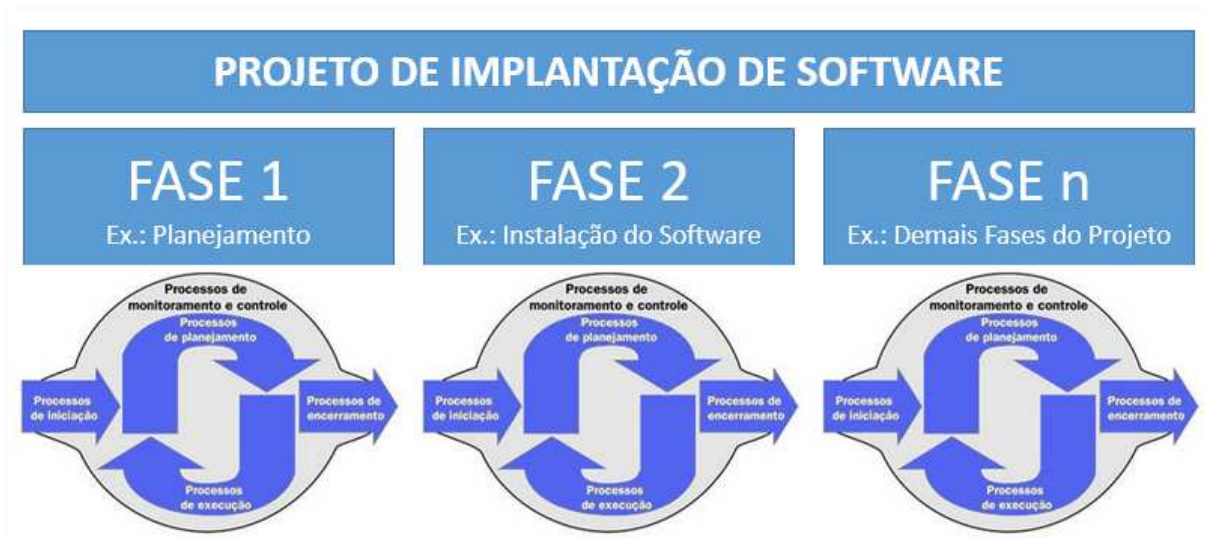 PROJETO DE IMPLANTAÇÃO DE SOFTWARE
FASE 1
Ex.: Planejamento
FASE 2
Ex.: Instalação do Software
FASE n
Ex.: Demais Fases do Projeto
Processos de
monitoramento e controle
Processos
de planejamento
Processos
de iniciação
Processos de
encerramento
Processos
de execução
Processos de
monitoramento e controle
Processos
de planejamento
Processos
de iniciação
Processos de
encerramento
Processos
de execução
Processos de
monitoramento e controle
Processos
de planejamento
Processos
de iniciação
Processos de
encerramento
Processos
de execução